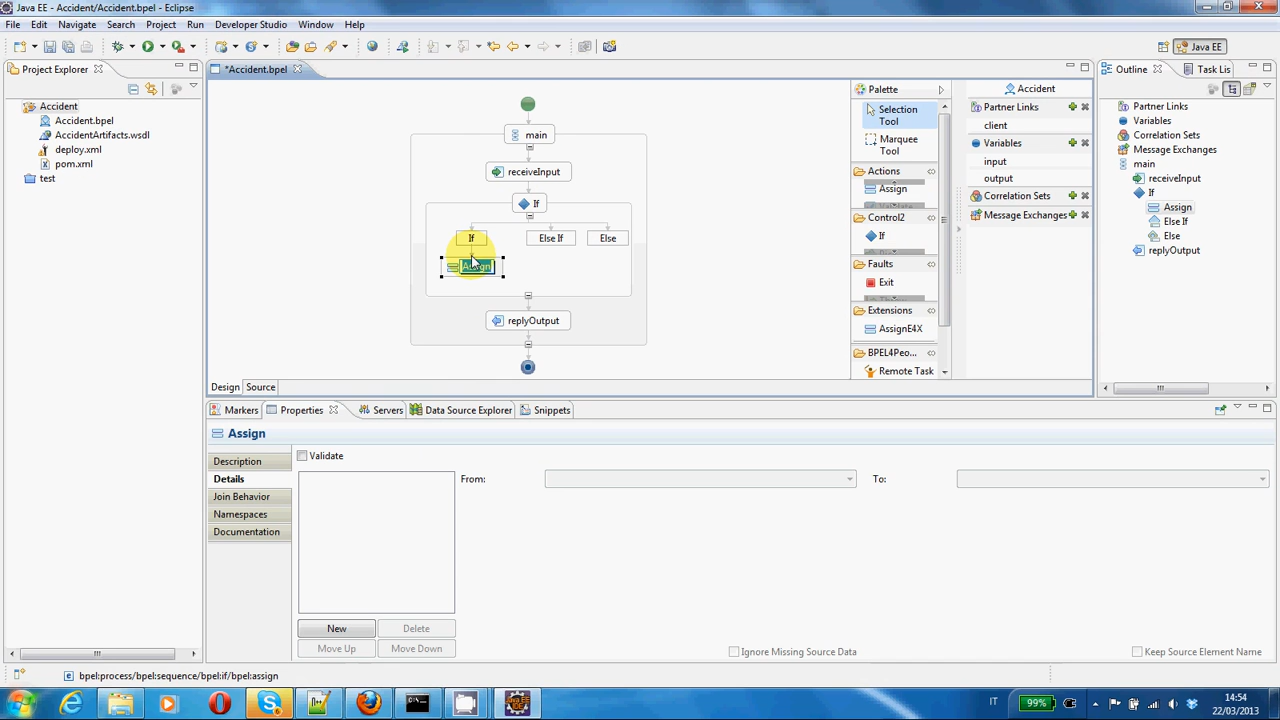 Java EE - Accident/Accident.bpel - Eclipse
File Edit Navigate Search Project Run Developer Studio Window Help
Java EE
Project Explorer
Accident
Accident.bpel
AccidentArtifacts.wsdl
deploy.xml
pom.xml
test
*Accident.bpel
main
receiveInput
If
If
Else If
Else
Assign
replyOutput
Design Source
Palette
Selection
Tool
Marquee
Tool
Actions
Assign
Control2
If
Faults
Exit
Extensions
AssignE4X
BPEL4Peo...
Remote Task
Accident
Partner Links
client
Variables
input
output
Correlation Sets
Message Exchanges
Outline Task Lis
Partner Links
Variables
Correlation Sets
Message Exchanges
main
receiveInput
If
Assign
Else If
Else
replyOutput
Markers Properties Servers Data Source Explorer Snippets
Assign
Description
Details
Join Behavior
Namespaces
Documentation
Validate
From:
To:
New Delete
Move Up Move Down
Ignore Missing Source Data
Keep Source Element Name
bpel:process/bpel:sequence/bpel:if/bpel:assign
IT
99%
14:54
22/03/2013